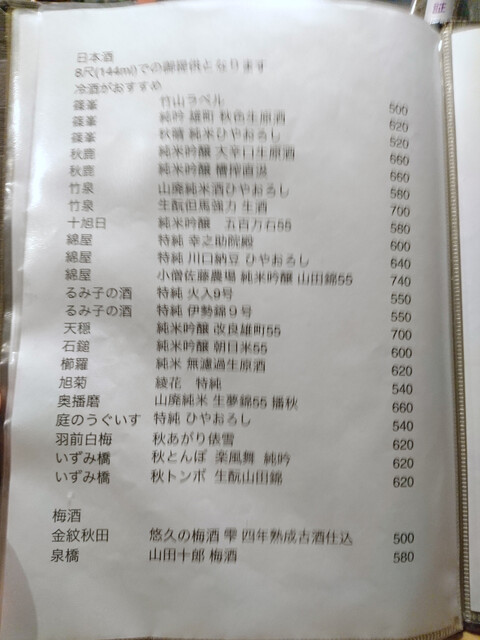 日本酒
8尺(144ml)での御提供となります
冷酒がおすすめ
篠峯 竹山ラベル 500
篠峯 純吟 雄町 秋色生原酒 620
篠峯 秋晴 純米ひやおろし 520
秋鹿 純米吟醸 大辛口生原酒 660
秋鹿 純米吟醸 槽搾直汲 660
竹泉 山廃純米酒ひやおろし 580
竹泉 生酛但馬強力 生酒 700
十旭日 純米吟醸 五百万石55 580
綿屋 特純 幸之助院殿 600
綿屋 特純 川口納豆 ひやおろし 640
綿屋 小僧佐藤農場 純米吟醸 山田錦55 740
るみ子の酒 特純 火入9号 550
るみ子の酒 特純 伊勢錦９号 550
天穏 純米吟醸 改良雄町55 700
石鎚 純米吟醸 朝日米55 600
櫛羅 純米 無濾過生原酒 620
旭菊 綾花 特純 540
奥播磨 山廃純米 生夢錦55 播秋 660
庭のうぐいす 特純 ひやおろし 540
羽前白梅 秋あがり俵雪 620
いずみ橋 秋とんぼ 楽風舞 純吟 620
いずみ橋 秋トンボ 生酛山田錦 620
梅酒
金紋秋田 悠久の梅酒 雫 四年熟成古酒仕込 500
泉橋 山田十郎 梅酒 580